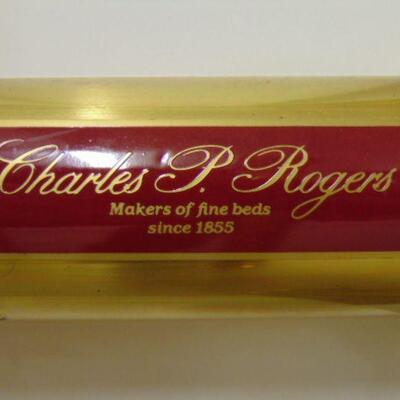 Charles P. Rogers
Makers of fine beds
since 1855